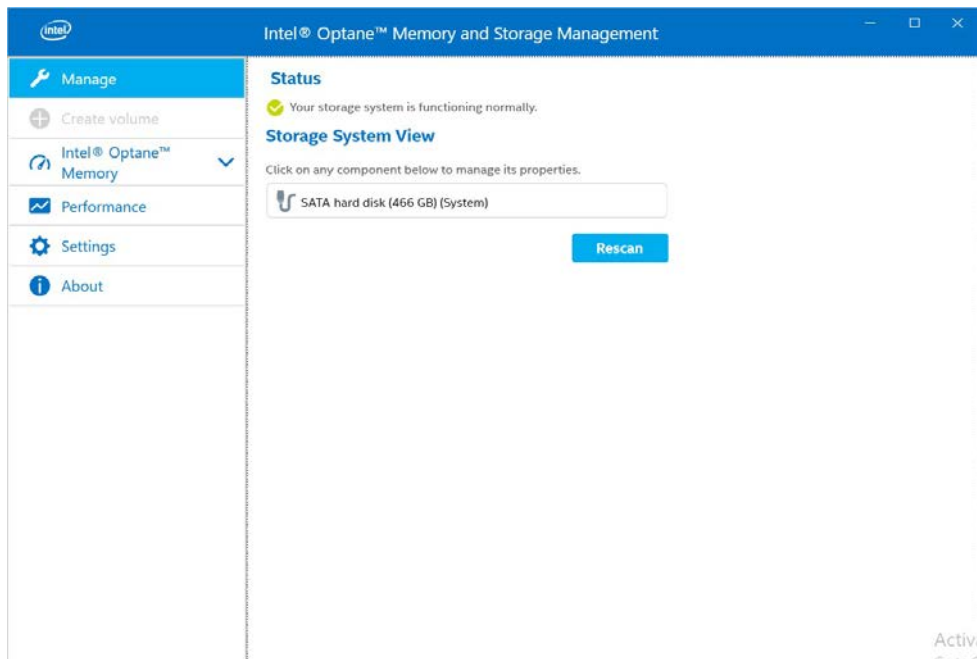 intel
Intel® Optane™ Memory and Storage Management
Manage
Create volume
Intel® Optane™
Memory
Performance
Settings
About
Status
Your storage system is functioning normally.
Storage System View
Click on any component below to manage its properties.
SATA hard disk (466 GB) (System)
Rescan